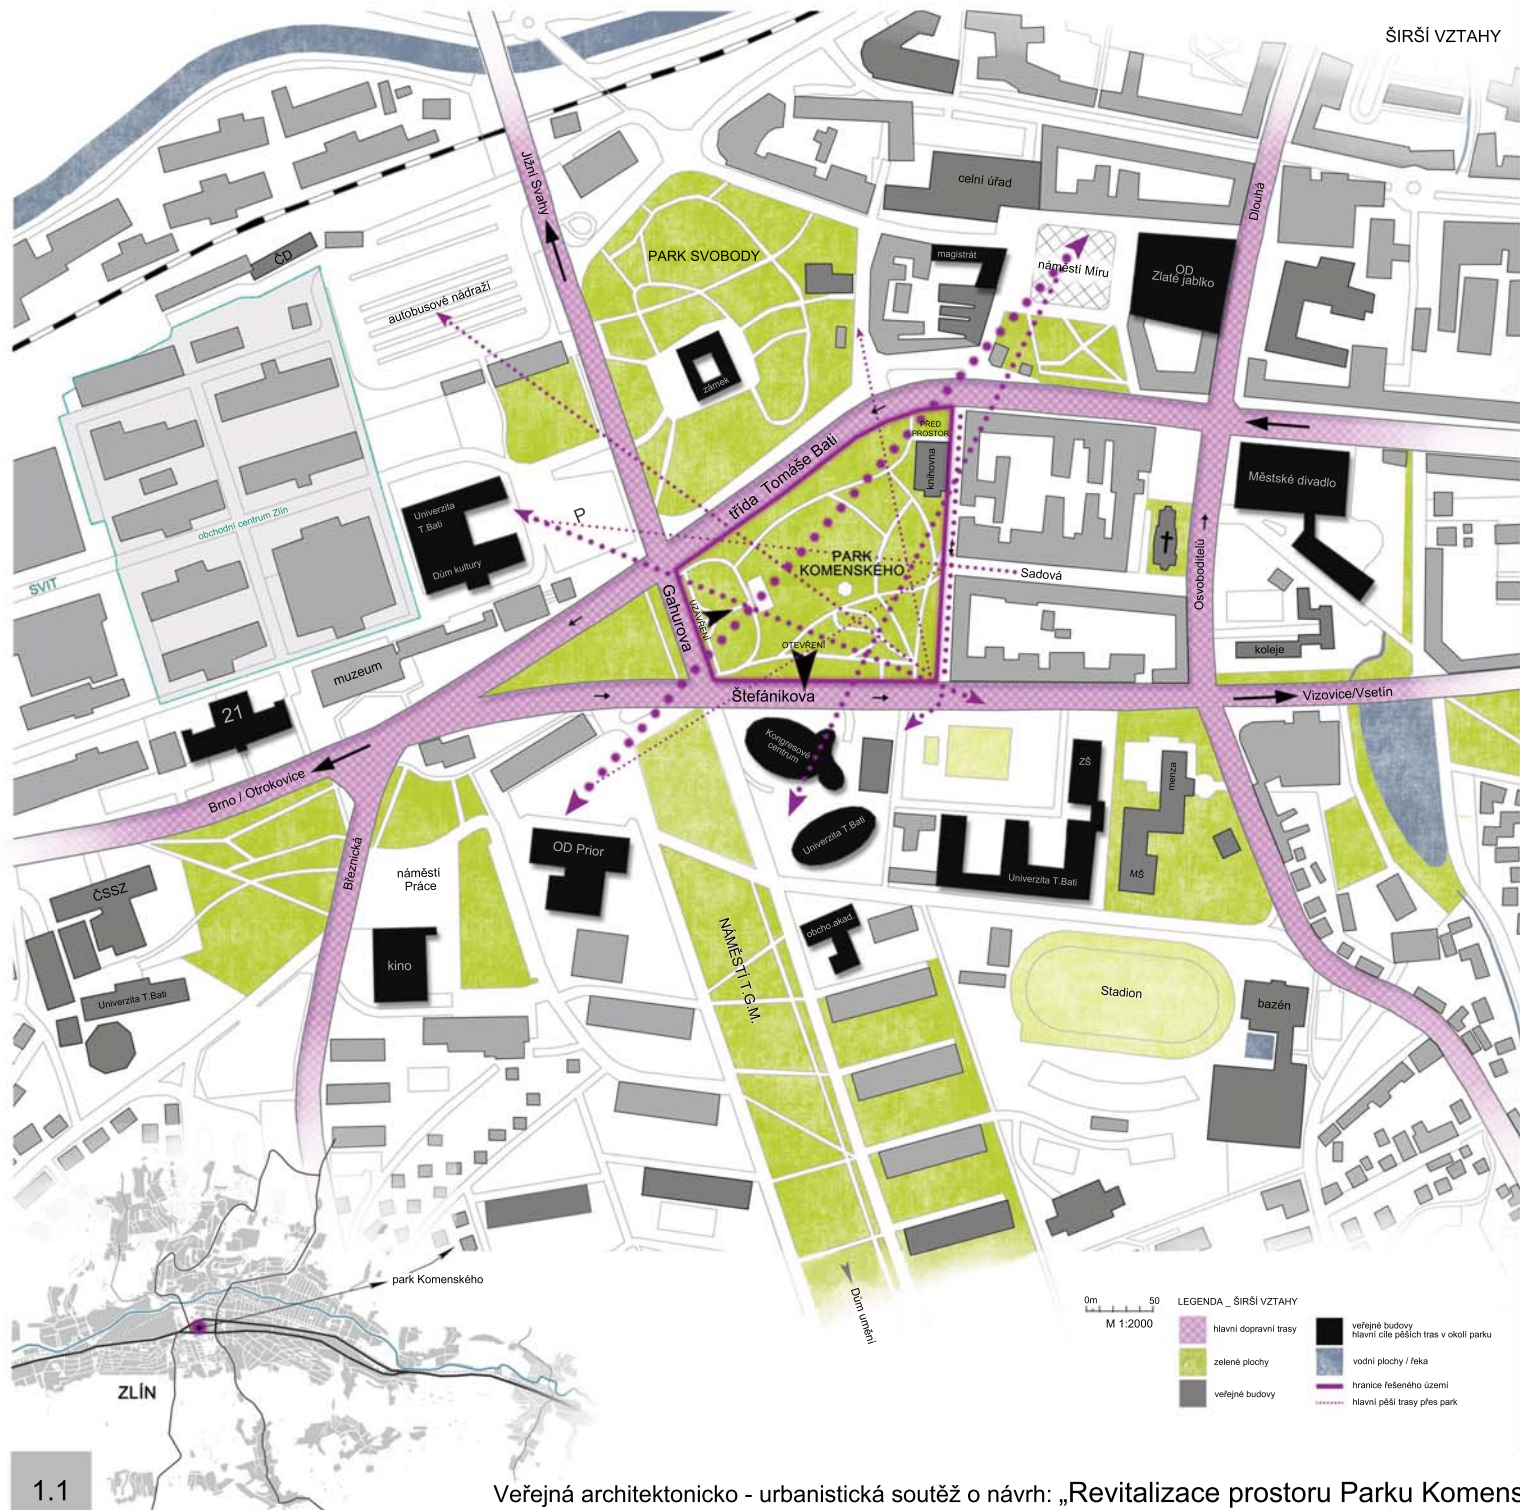 ŠIRŠÍ VZTAHY
Jižní Svahy
Dlouhá
celní úřad
PARK SVOBODY
magistrát
náměstí Míru
OD
Zlaté jablko
ČD
autobusové nádraží
zámek
PŘED
PROSTOR
knihovna
třída Tomáše Bati
Městské divadlo
Univerzita
T.Bati
Dům kultury
P
obchodní centrum Zlín
SVIT
PARK
KOMENSKÉHO
Sadová
Osvoboditelů
Gahurova
UZAVŘENÍ
OTEVŘENÍ
koleje
muzeum
Štefánikova
Vizovice/Vsetín
21
Kongresové
centrum
ZŠ
menza
Brno / Otrokovice
Březnická
OD Prior
Univerzita T.Bati
Univerzita T.Bati
MŠ
náměstí
Práce
ČSSZ
kino
NÁMĚSTÍ T.G.M.
obcho.akad.
Stadion
bazén
Univerzita T.Bati
park Komenského
Dům umění
ZLÍN
0m 50
M 1:2000
LEGENDA _ ŠIRŠÍ VZTAHY
hlavní dopravní trasy
zelené plochy
veřejné budovy
veřejné budovy
hlavní cíle pěších tras v okolí parku
vodní plochy / řeka
hranice řešeného území
hlavní pěší trasy přes park
1.1
Veřejná architektonicko - urbanistická soutěž o návrh: „Revitalizace prostoru Parku Komens